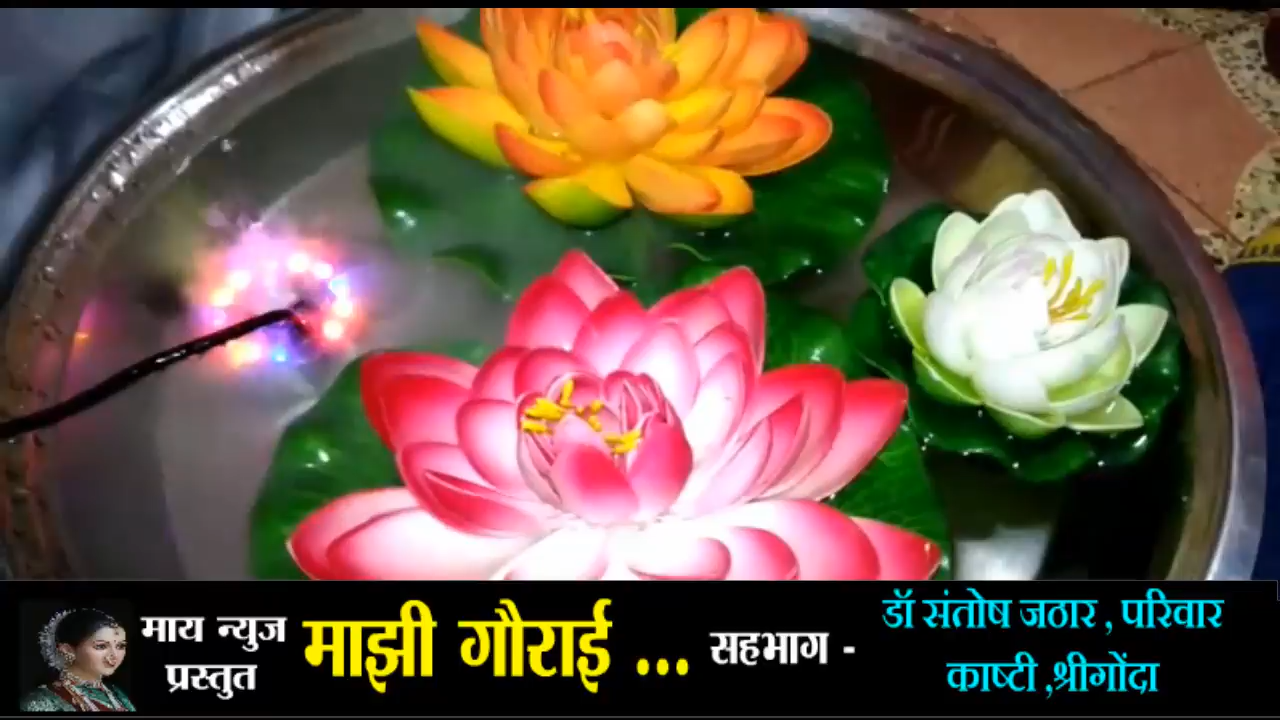 माय न्युज
प्रस्तुत
माझी गौराई ...
सहभाग -
डॉ संतोष जठार , परिवार
काष्टी ,श्रीगोंदा